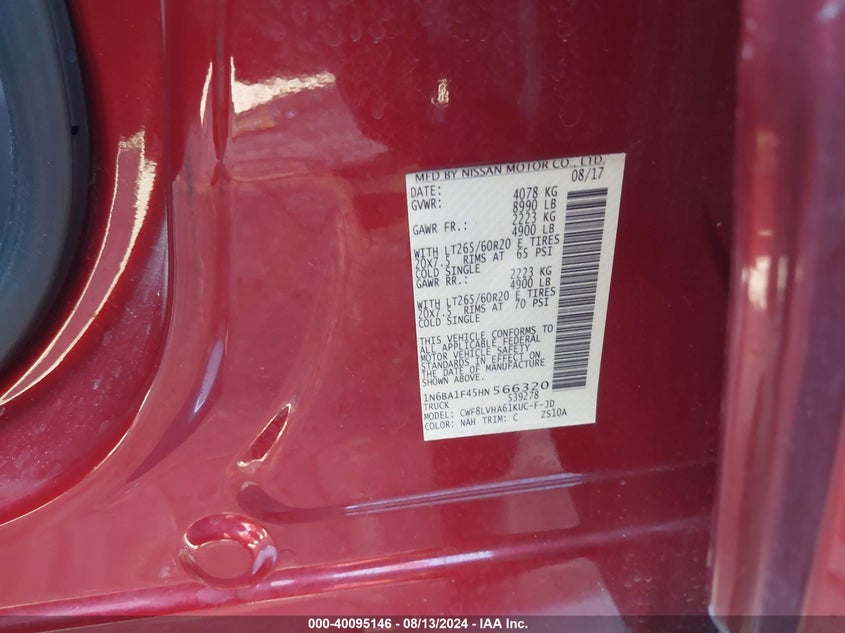 MFD BY NISSAN MOTOR CO., LTD.
DATE: 08/17
GVWR: 4078 KG
8990 LB
GAWR FR.: 2223 KG
4900 LB
WITH LT265/60R20 E TIRES
20X7.5 RIMS AT 65 PSI
COLD SINGLE
GAWR RR.: 2223 KG
4900 LB
WITH LT265/60R20 E TIRES
20X7.5 RIMS AT 70 PSI
COLD SINGLE
THIS VEHICLE CONFORMS TO
ALL APPLICABLE FEDERAL
MOTOR VEHICLE SAFETY
STANDARDS IN EFFECT ON
THE DATE OF MANUFACTURE
SHOWN ABOVE.
1N6BA1F45HN566320
TRUCK 539278
MODEL: CWF8LVHA61KUC-F-JD
COLOR: NAH TRIM: C ZS10A
000-40095146 - 08/13/2024 - IAA Inc.